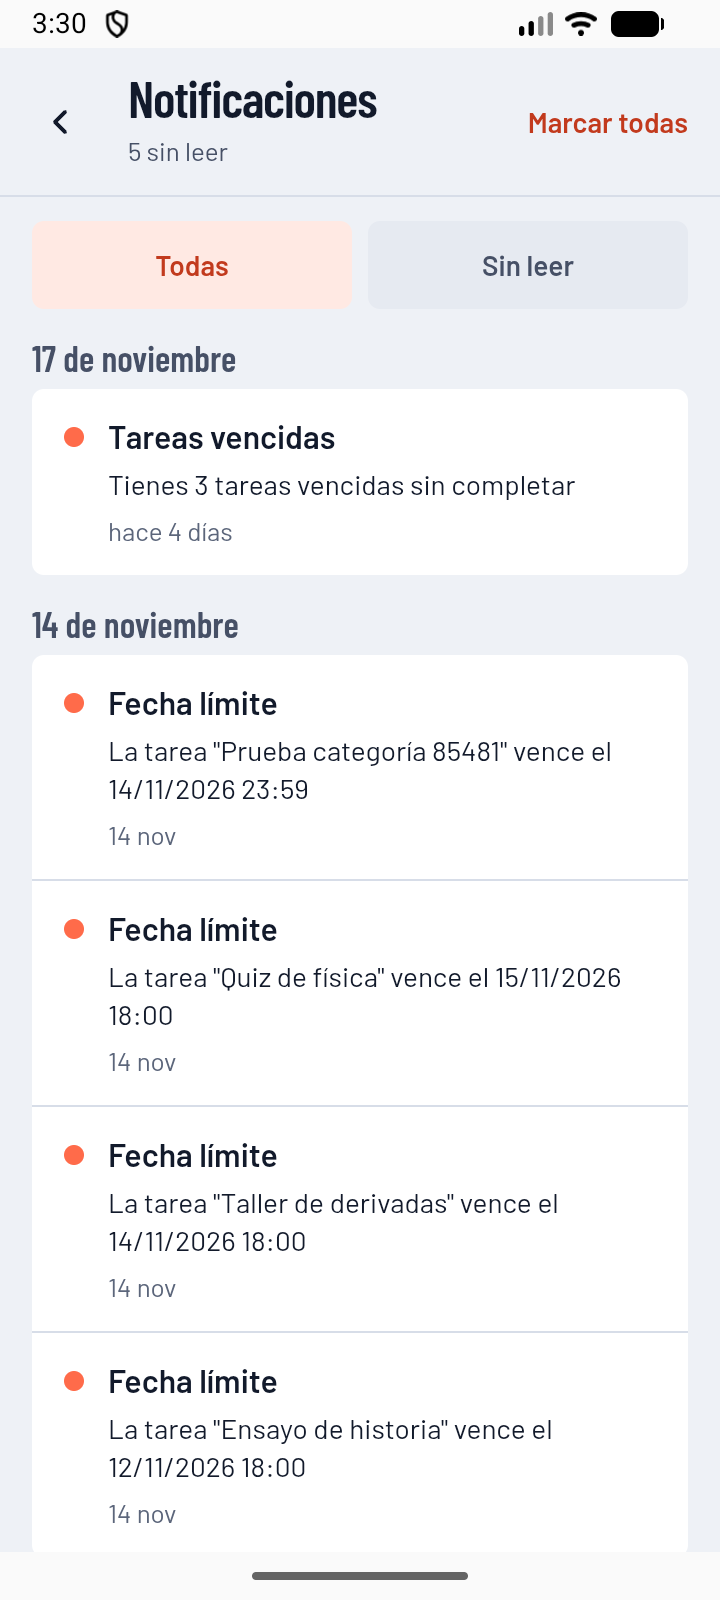 3:30
Notificaciones
5 sin leer
Marcar todas
Todas
Sin leer
17 de noviembre
Tareas vencidas
Tienes 3 tareas vencidas sin completar
hace 4 días
14 de noviembre
Fecha límite
La tarea "Prueba categoría 85481" vence el
14/11/2026 23:59
14 nov
Fecha límite
La tarea "Quiz de física" vence el 15/11/2026
18:00
14 nov
Fecha límite
La tarea "Taller de derivadas" vence el
14/11/2026 18:00
14 nov
Fecha límite
La tarea "Ensayo de historia" vence el
12/11/2026 18:00
14 nov